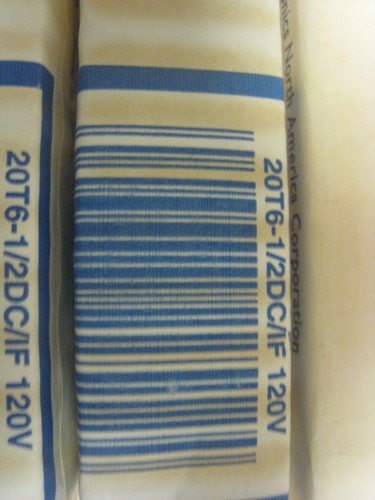 20T6-1/2DC/IF 120V
20T6-1/2DC/IF 120V
North America Corporation